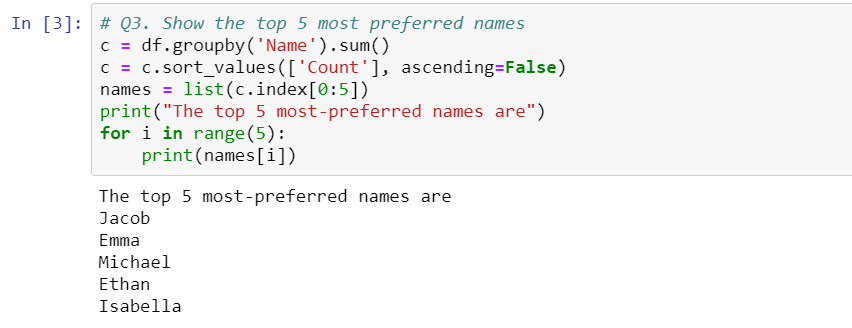 In [3]: # Q3. Show the top 5 most preferred names
c = df.groupby('Name').sum()
c = c.sort_values(['Count'], ascending=False)
names = list(c.index[0:5])
print("The top 5 most-preferred names are")
for i in range(5):
    print(names[i])
The top 5 most-preferred names are
Jacob
Emma
Michael
Ethan
Isabella